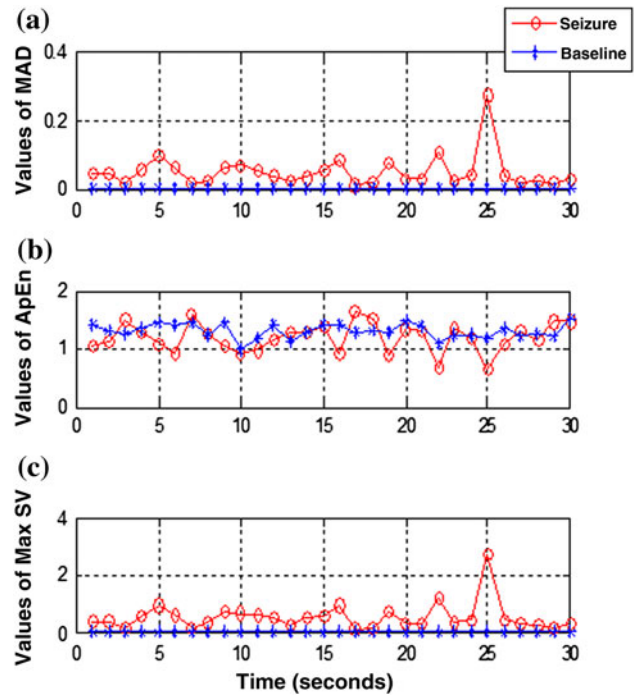 (a)
Seizure
Baseline
Values of MAD
0.4
0.2
0
0 5 10 15 20 25 30
(b)
Values of ApEn
2
1
0
0 5 10 15 20 25 30
(c)
Values of Max SV
4
2
0
0 5 10 15 20 25 30
Time (seconds)